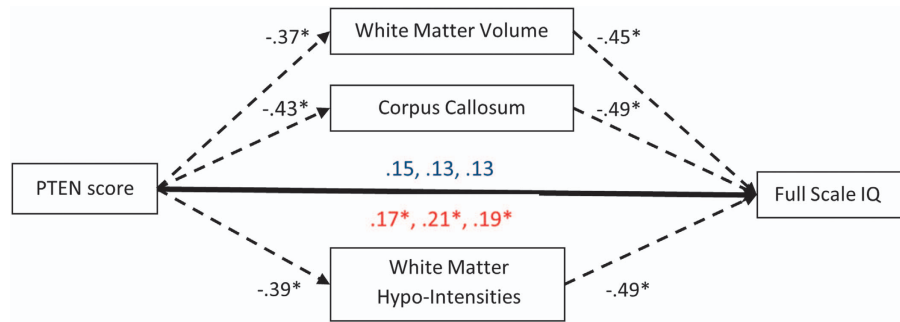 White Matter Volume
-.37*
-.45*
Corpus Callosum
-.43*
-.49*
.15, .13, .13
PTEN score
Full Scale IQ
.17*, .21*, .19*
White Matter
Hypo-Intensities
-.39*
-.49*